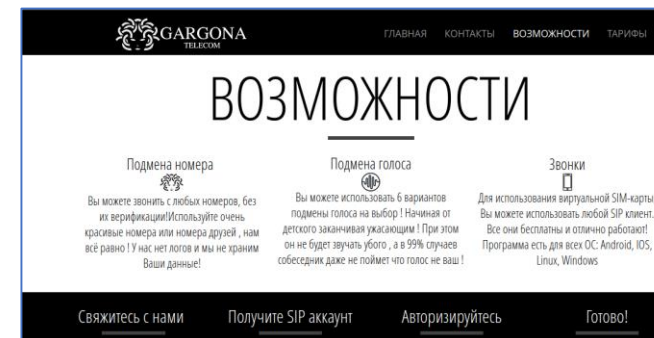 GARGONA
TELECOM
ГЛАВНАЯ КОНТАКТЫ ВОЗМОЖНОСТИ ТАРИФЫ
ВОЗМОЖНОСТИ
Подмена номера
Вы можете звонить с любых номеров, без
их верификации!Используйте очень
красивые номера или номера друзей , нам
всё равно ! У нас нет логов и мы не храним
Ваши данные!
Подмена голоса
Вы можете использовать 6 вариантов
подмены голоса на выбор ! Начиная от
детского заканчивая ужасающим ! При этом
он не будет звучать убого , а в 99% случаев
собеседник даже не поймет что голос не ваш !
Звонки
Для использования виртуальной SIM-карты
Вы можете использовать любой SIP клиент.
Все они бесплатны и отлично работают!
Программа есть для всех ОС: Android, IOS,
Linux, Windows
Свяжитесь с нами
Получите SIP аккаунт
Авторизируйтесь
Готово!